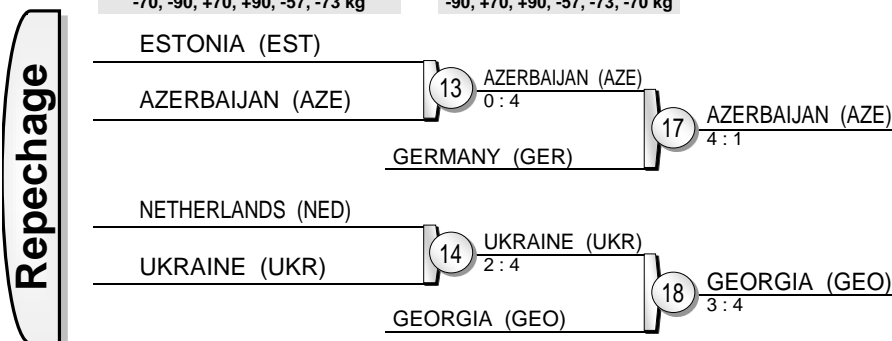 -70, -90, +70, +90, -57, -73 kg
-90, +70, +90, -57, -73, -70 kg
Repechage
ESTONIA (EST)
AZERBAIJAN (AZE)
13
AZERBAIJAN (AZE)
0 : 4
GERMANY (GER)
17
AZERBAIJAN (AZE)
4 : 1
NETHERLANDS (NED)
UKRAINE (UKR)
14
UKRAINE (UKR)
2 : 4
GEORGIA (GEO)
18
GEORGIA (GEO)
3 : 4